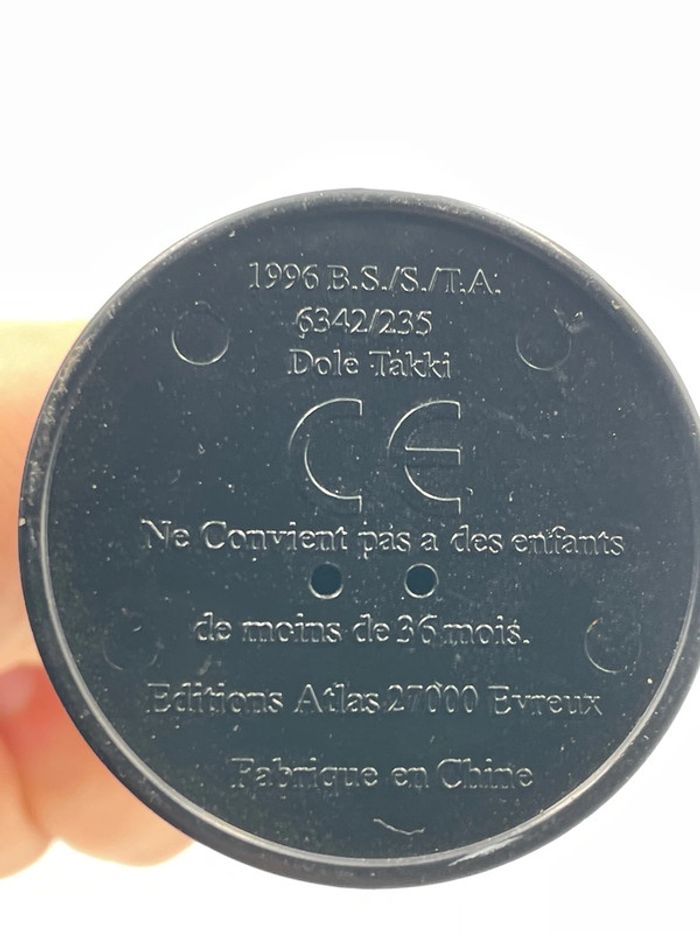 1996 B.S./S./T.A.
6342/235
Dole Takki
CE
Ne Convient pas a des enfants
de moins de 36 mois.
Editions Atlas 27000 Evreux
Fabrique en Chine